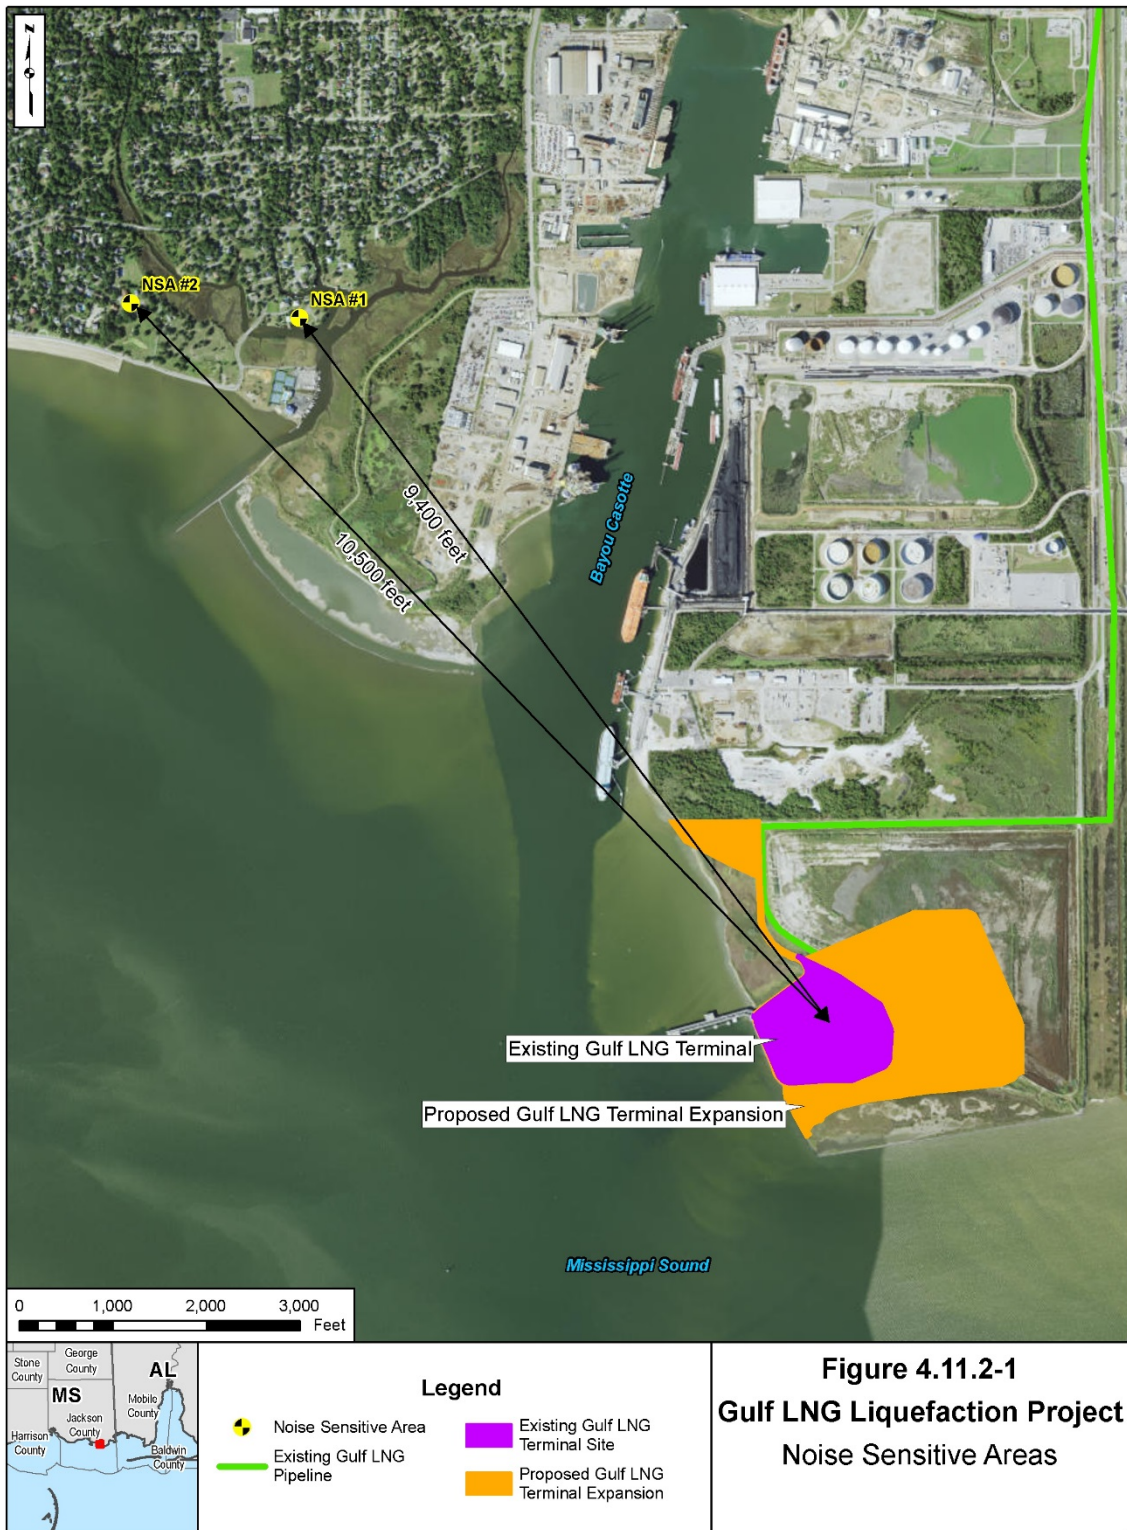 N
NSA #2
NSA #1
9,400 feet
10,500 feet
Bayou Casotte
Existing Gulf LNG Terminal
Proposed Gulf LNG Terminal Expansion
Mississippi Sound
0 1,000 2,000 3,000
Feet
Stone
County
George
County
AL
MS
Mobile
County
Jackson
County
Harrison
County
Baldwin
County
Legend
Noise Sensitive Area
Existing Gulf LNG
Pipeline
Existing Gulf LNG
Terminal Site
Proposed Gulf LNG
Terminal Expansion
Figure 4.11.2-1
Gulf LNG Liquefaction Project
Noise Sensitive Areas